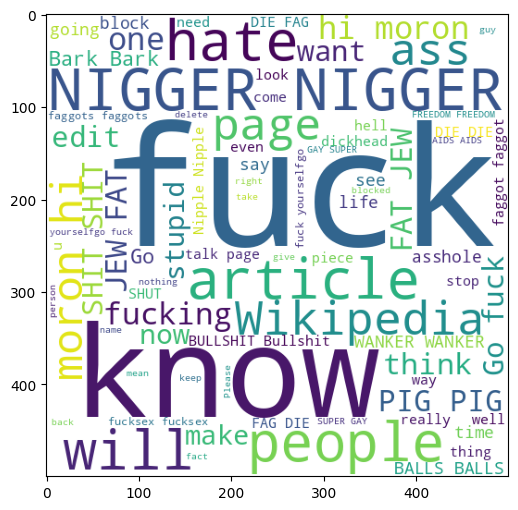 0
100
200
300
400
0
100
200
300
400
going
block
need
DIE FAG
hi moron
guy
one
hate
want
ass
Bark Bark
look
NIGGER
NIGGER
come
faggots faggots
delete
FREEDOM FREEDOM
edit
page
hell
dickhead
DIE DIE
even
GAY SUPER
AIDS AIDS
fuck
say
see
right
blocked
take
life
moron hi
SHIT SHIT
JEW FAT
stupid
Nipple Nipple
fuck yourselfgo
FAT JEW
faggot faggot
yourselfgo fuck
u
Go
talk page
give
piece
asshole
nothing
article
stop
person
SHUT
fucking
Wikipedia
Go fuck
name
now
BULLSHIT Bullshit
WANKER WANKER
know
think
mean
keep
Please
way
PIG PIG
back
fucksex fucksex
FAG DIE
SUPER GAY
really
well
will
make
people
time
fact
thing
BALLS BALLS